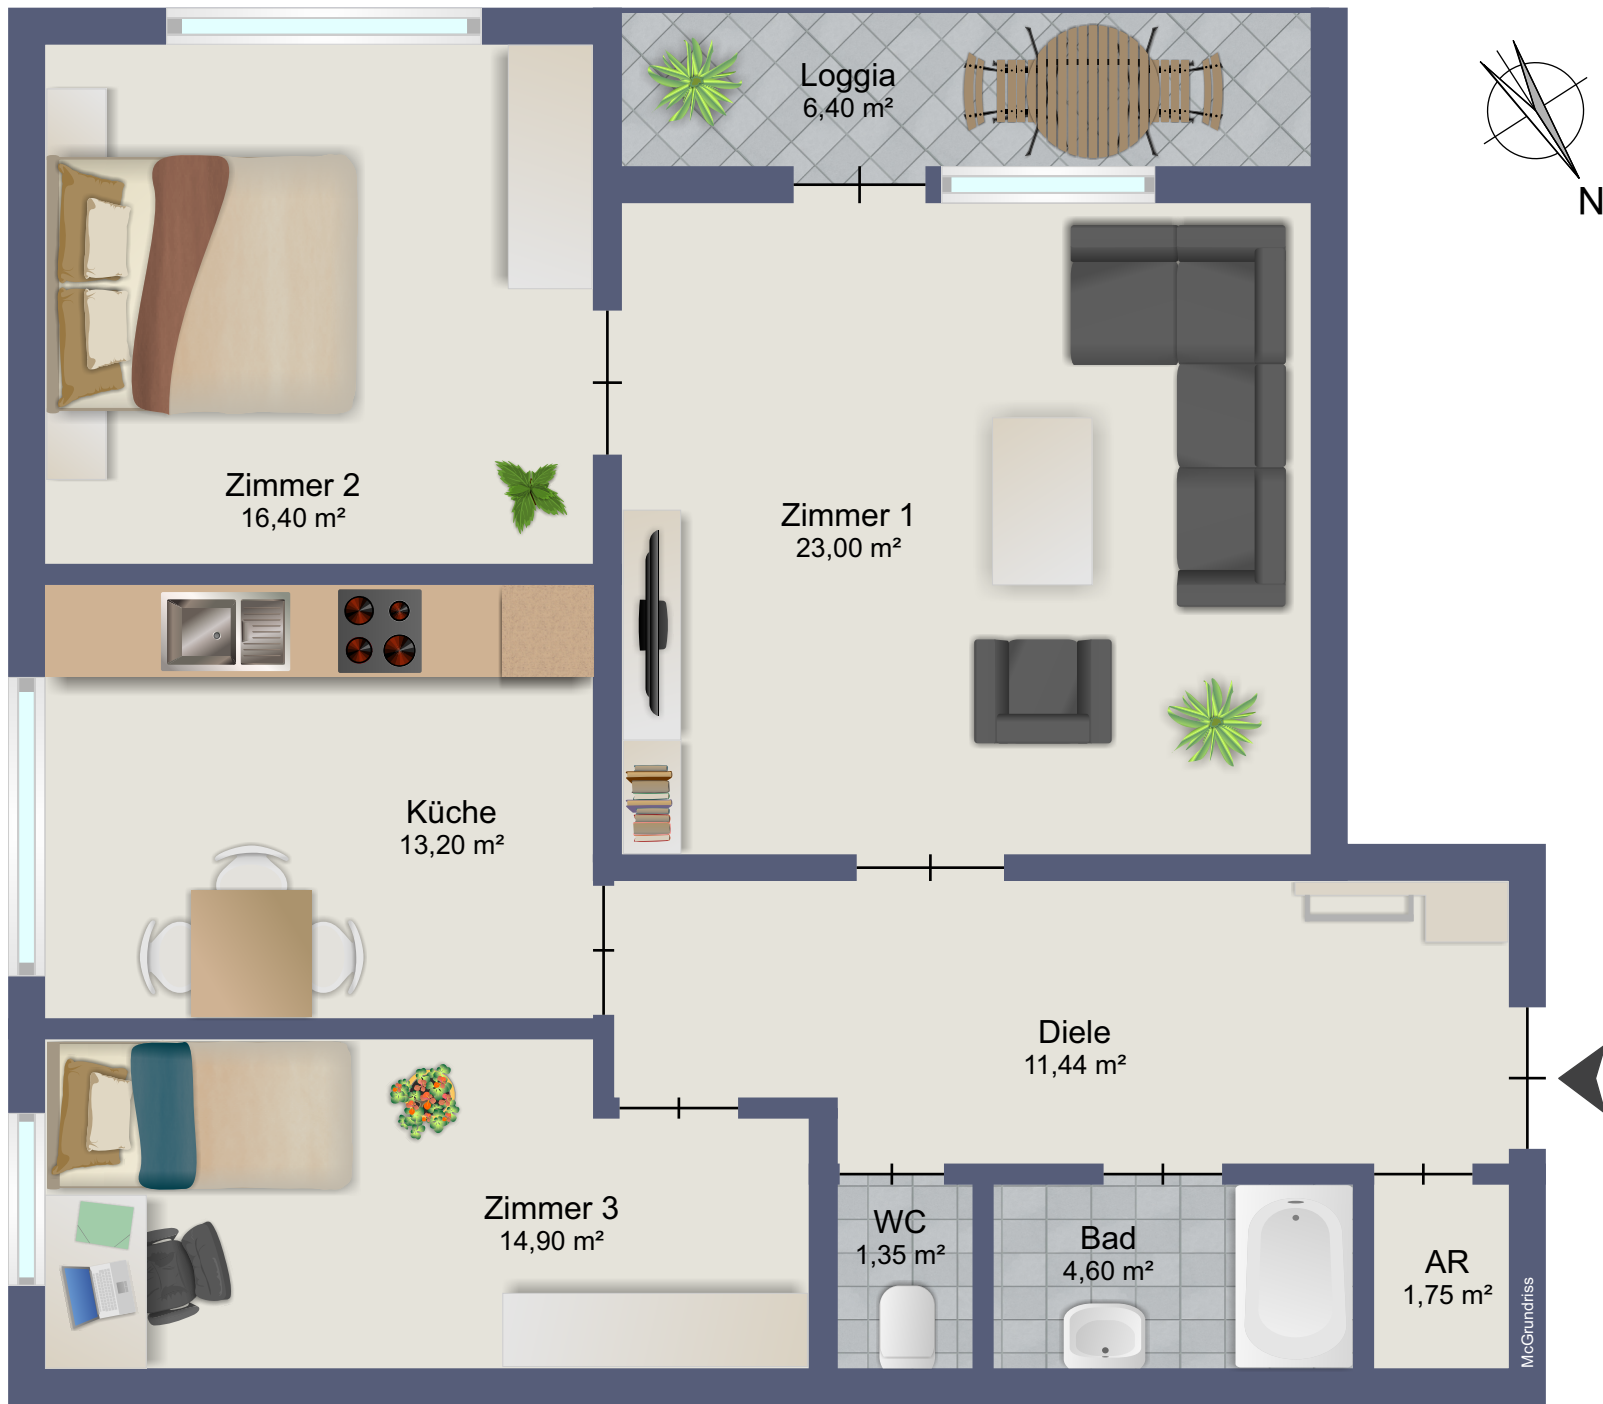 Loggia
6,40 m²
N
Zimmer 2
16,40 m²
Zimmer 1
23,00 m²
Küche
13,20 m²
Diele
11,44 m²
Zimmer 3
14,90 m²
WC
1,35 m²
Bad
4,60 m²
AR
1,75 m²
McGrundriss